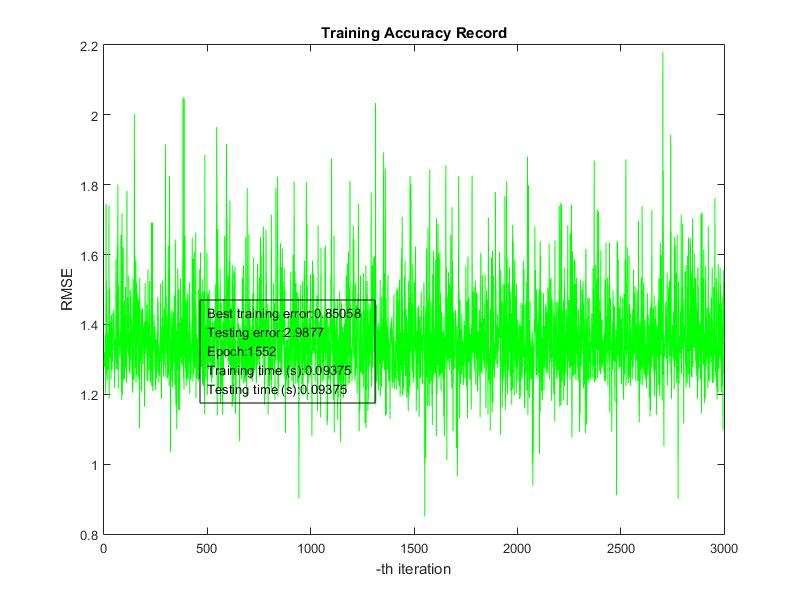 Training Accuracy Record
2.2
2
1.8
1.6
1.4
1.2
1
0.8
RMSE
Best training error:0.85058
Testing error:2.9877
Epoch:1552
Training time (s):0.09375
Testing time (s):0.09375
0 500 1000 1500 2000 2500 3000
-th iteration